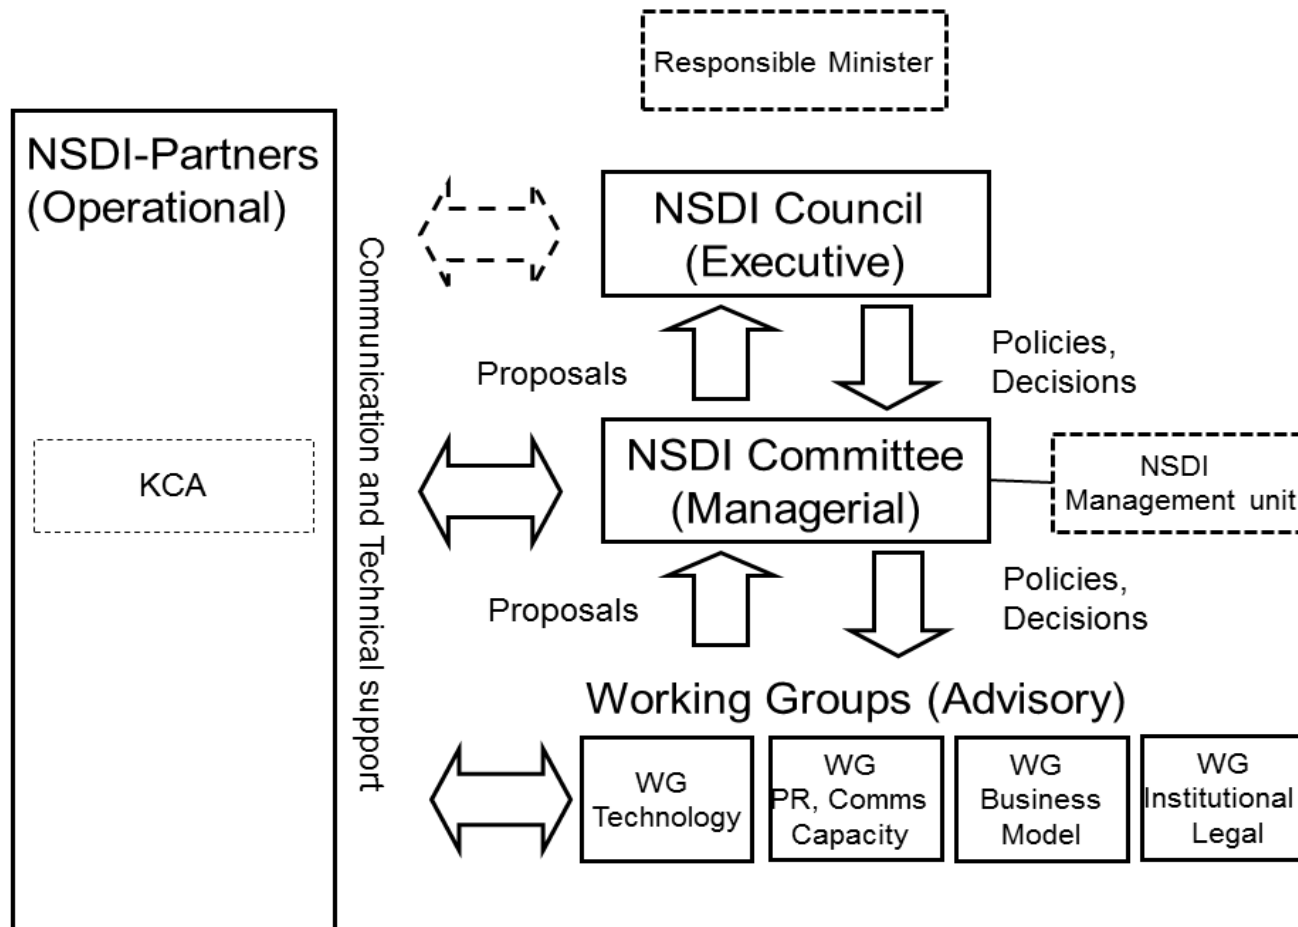 Responsible Minister
NSDI-Partners
(Operational)
NSDI Council
(Executive)
Communication and Technical support
Proposals
Policies,
Decisions
KCA
NSDI Committee
(Managerial)
NSDI
Management unit
Proposals
Policies,
Decisions
Working Groups (Advisory)
WG
Technology
WG
PR, Comms
Capacity
WG
Business
Model
WG
Institutional
Legal